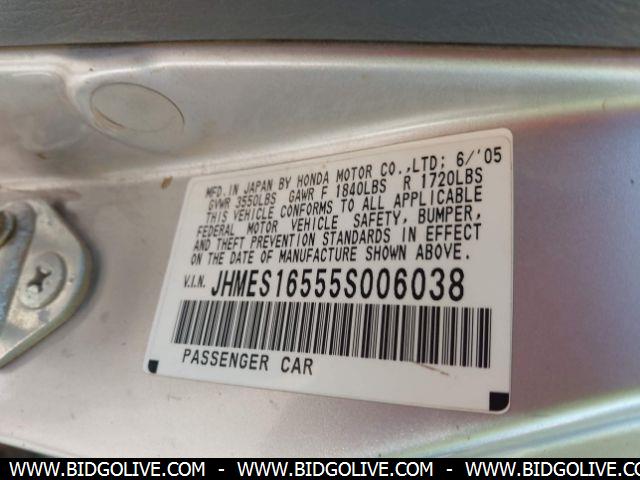 MFD.IN JAPAN BY HONDA MOTOR CO.,LTD; 6/'05
GVWR 3550LBS GAWR F 1840LBS R 1720LBS
THIS VEHICLE CONFORMS TO ALL APPLICABLE
FEDERAL MOTOR VEHICLE SAFETY, BUMPER,
AND THEFT PREVENTION STANDARDS IN EFFECT
ON THE DATE OF MANUFACTURE SHOWN ABOVE.
V.I.N. JHMES16555S006038
PASSENGER CAR
WWW.BIDGOLIVE.COM - WWW.BIDGOLIVE.COM - WWW.BIDGOLIVE.COM